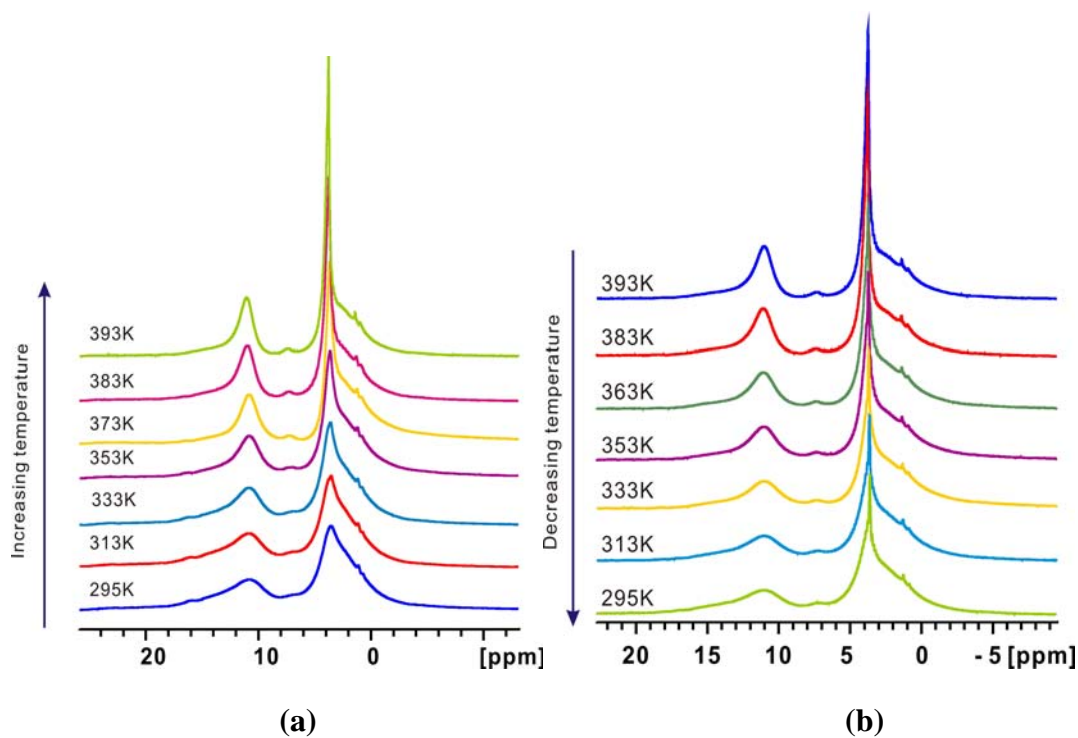 Increasing temperature
393K
383K
373K
353K
333K
313K
295K
20 10 0 [ppm]
(a)
Decreasing temperature
393K
383K
363K
353K
333K
313K
295K
20 15 10 5 0 - 5 [ppm]
(b)